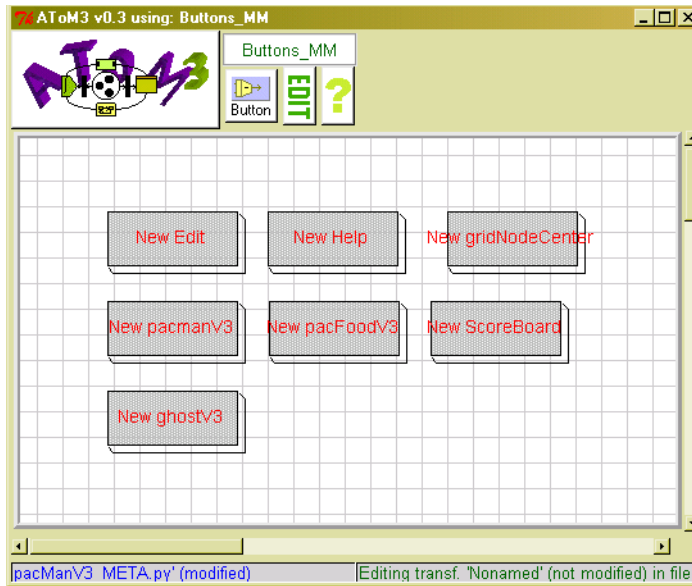 AToM3 v0.3 using: Buttons_MM
AToM3
Buttons_MM
Button
EDIT
?
New Edit
New Help
New gridNodeCenter
New pacmanV3
New pacFoodV3
New ScoreBoard
New ghostV3
pacManV3_META.py' (modified)
Editing transf. 'Nonamed' (not modified) in file